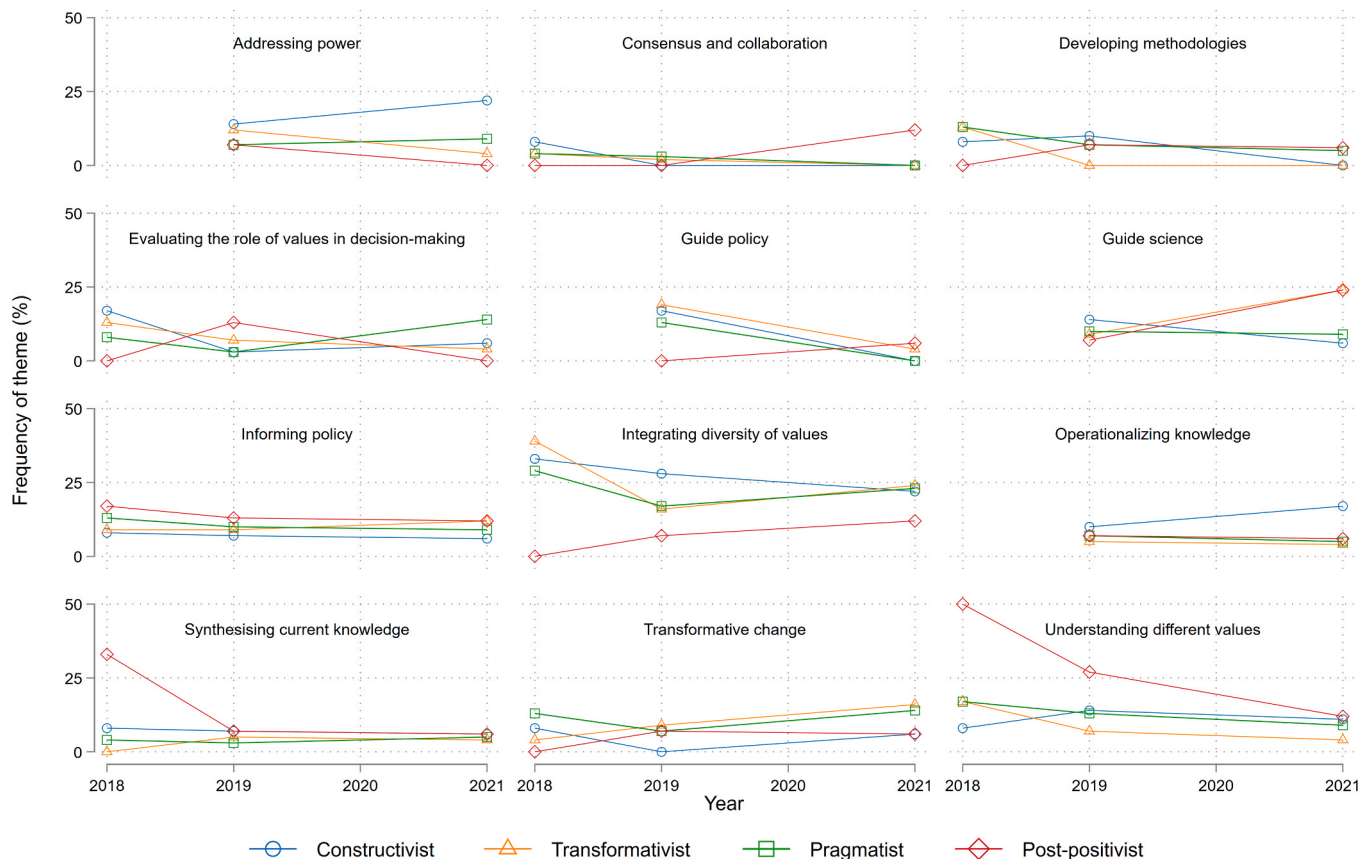 50
25
0
Addressing power
Consensus and collaboration
Developing methodologies
50
25
0
Evaluating the role of values in decision-making
Guide policy
Guide science
Frequency of theme (%)
50
25
0
Informing policy
Integrating diversity of values
Operationalizing knowledge
50
25
0
Synthesising current knowledge
Transformative change
Understanding different values
2018 2019 2020 2021 2018 2019 2020 2021 2018 2019 2020 2021
Year
Constructivist Transformativist Pragmatist Post-positivist